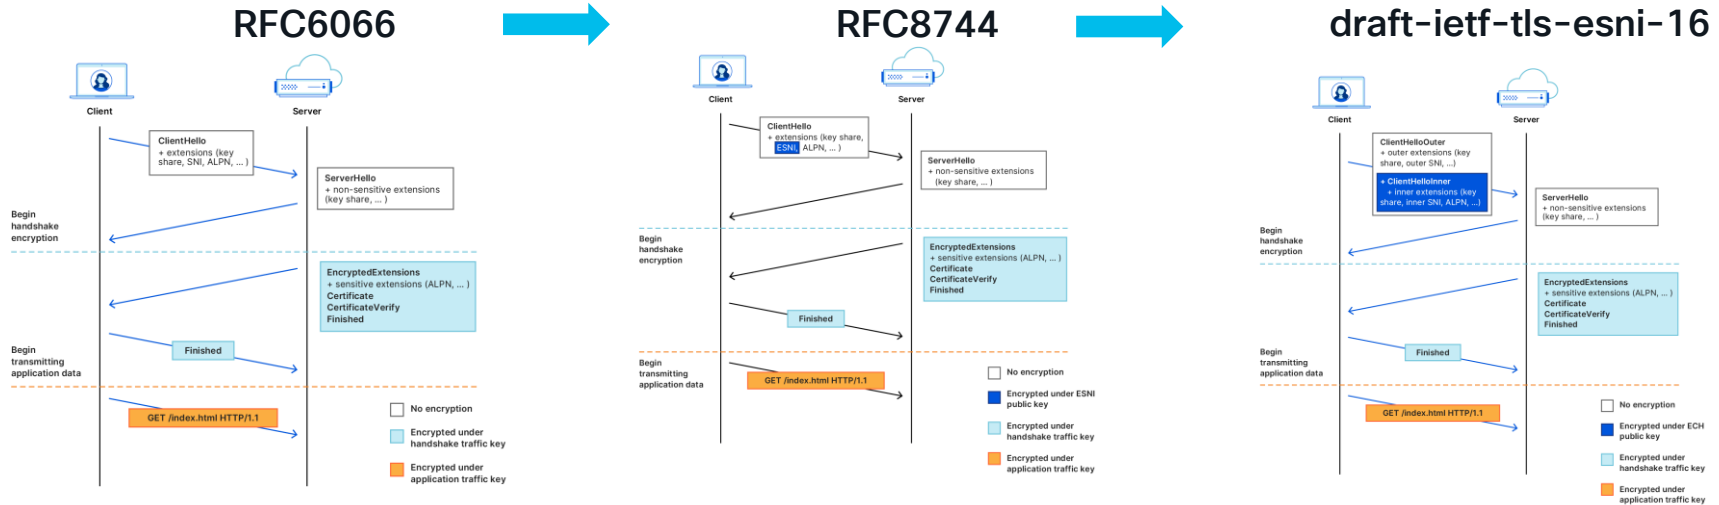 RFC6066
Client
Server
ClientHello
+ extensions (key
share, SNI, ALPN, ... )
ServerHello
+ non-sensitive extensions
(key share, ... )
Begin
handshake
encryption
EncryptedExtensions
+ sensitive extensions (ALPN, ... )
Certificate
CertificateVerify
Finished
Finished
Begin
transmitting
application data
GET /index.html HTTP/1.1
No encryption
Encrypted under
handshake traffic key
Encrypted under
application traffic key
RFC8744
Client
Server
ClientHello
+ extensions (key share,
ESNI, ALPN, ... )
ServerHello
+ non-sensitive extensions
(key share, ... )
Begin
handshake
encryption
EncryptedExtensions
+ sensitive extensions (ALPN, ... )
Certificate
CertificateVerify
Finished
Finished
Begin
transmitting
application data
GET /index.html HTTP/1.1
No encryption
Encrypted under ESNI
public key
Encrypted under
handshake traffic key
Encrypted under
application traffic key
draft-ietf-tls-esni-16
Client
Server
ClientHelloOuter
+ outer extensions (key
share, outer SNI, ...)
+ ClientHelloInner
+ inner extensions (key
share, inner SNI, ALPN, ...)
ServerHello
+ non-sensitive extensions
(key share, ... )
Begin
handshake
encryption
EncryptedExtensions
+ sensitive extensions (ALPN, ... )
Certificate
CertificateVerify
Finished
Finished
Begin
transmitting
application data
GET /index.html HTTP/1.1
No encryption
Encrypted under ECH
public key
Encrypted under
handshake traffic key
Encrypted under
application traffic key